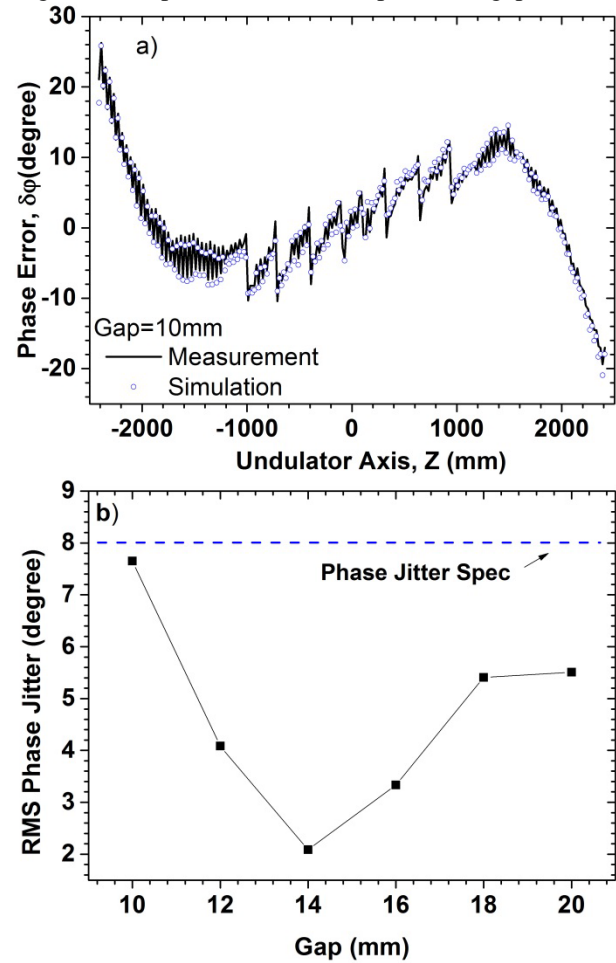 30
a)
20
10
0
-10
-20
Phase Error, δφ(degree)
Gap=10mm
Measurement
Simulation
-2000 -1000 0 1000 2000
Undulator Axis, Z (mm)
9
b)
8
Phase Jitter Spec
7
6
5
4
3
2
RMS Phase Jitter (degree)
10 12 14 16 18 20
Gap (mm)